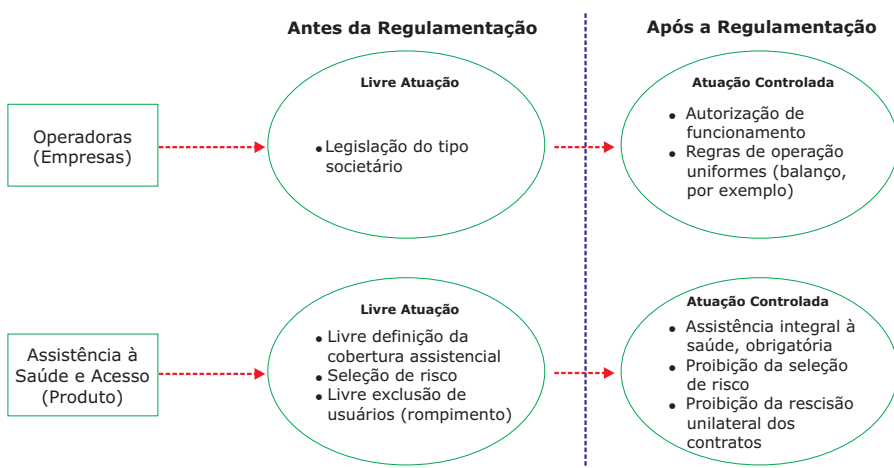 Antes da Regulamentação
Após a Regulamentação
Operadoras
(Empresas)
Livre Atuação
• Legislação do tipo
societário
Atuação Controlada
• Autorização de
funcionamento
• Regras de operação
uniformes (balanço,
por exemplo)
Assistência à
Saúde e Acesso
(Produto)
Livre Atuação
• Livre definição da
cobertura assistencial
• Seleção de risco
• Livre exclusão de
usuários (rompimento)
Atuação Controlada
• Assistência integral à
saúde, obrigatória
• Proibição da seleção
de risco
• Proibição da rescisão
unilateral dos
contratos